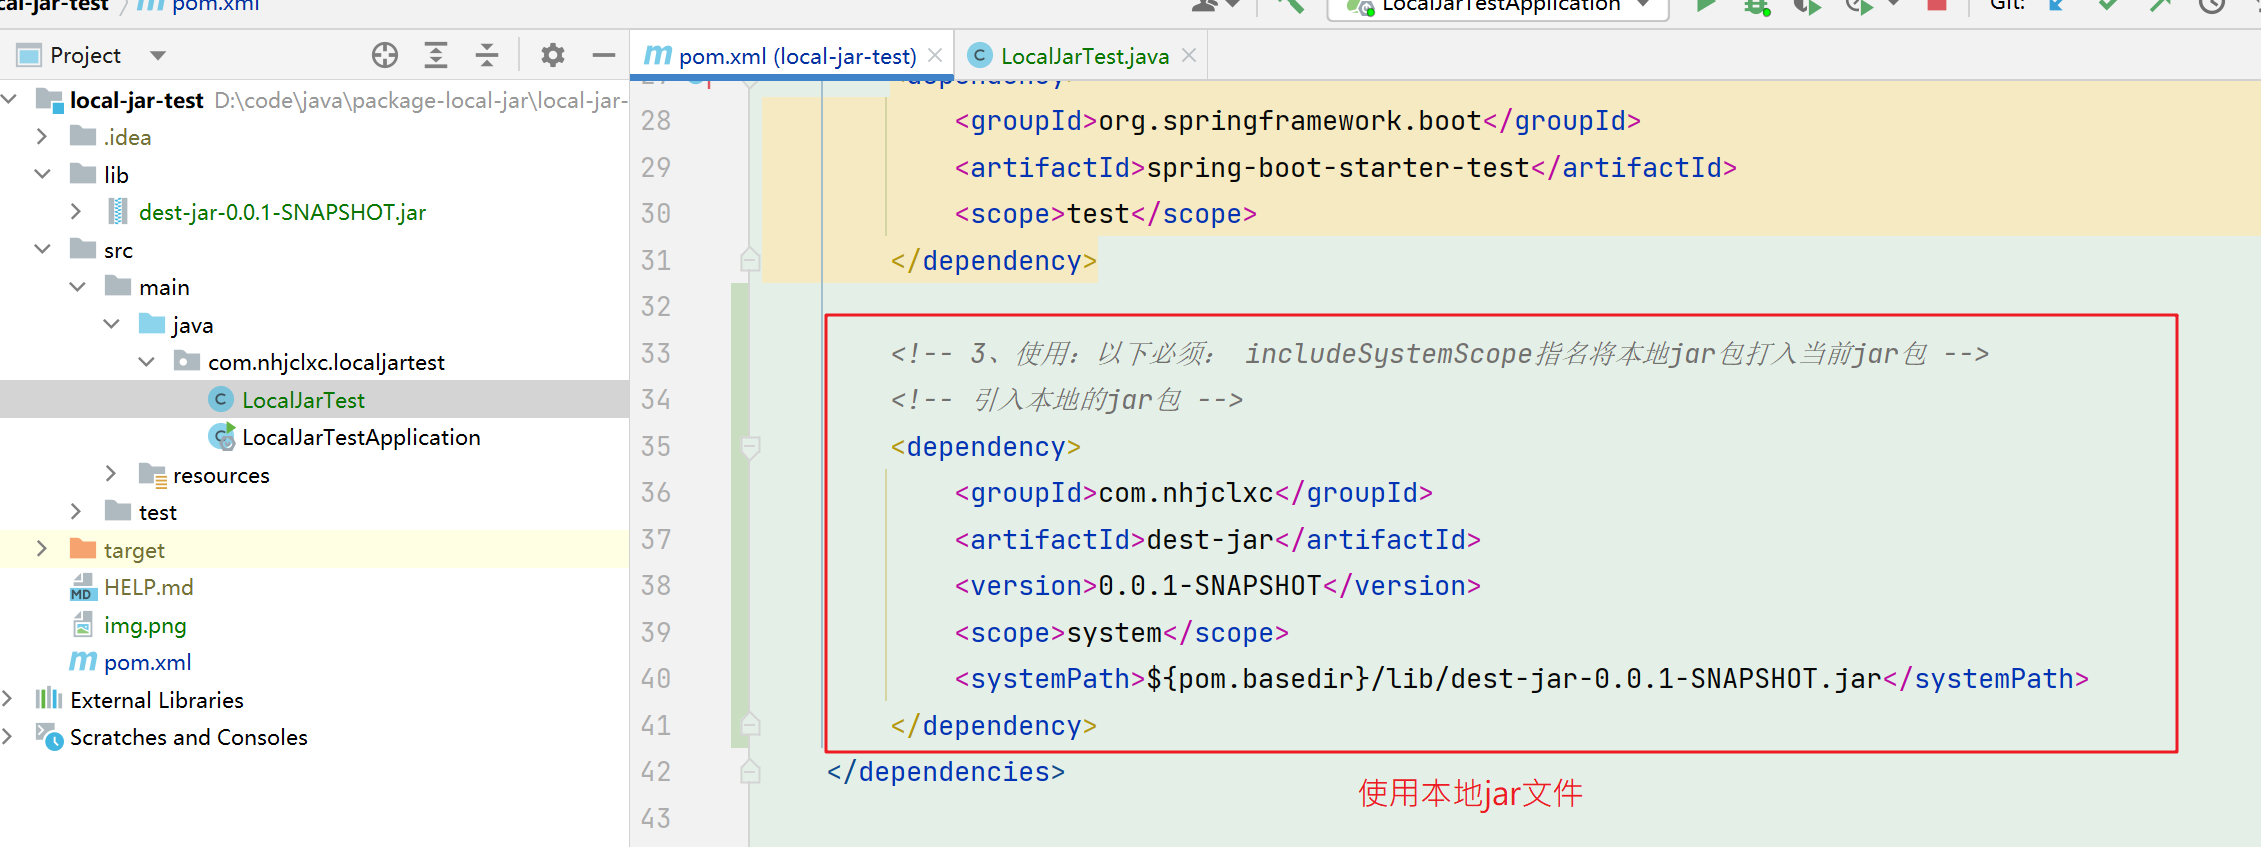 cal-jar-test pom.xml
LocalJarTestApplication Git:
Project
pom.xml (local-jar-test) LocalJarTest.java
local-jar-test D:\code\java\package-local-jar\local-jar-
.idea
lib
dest-jar-0.0.1-SNAPSHOT.jar
src
main
java
com.nhjclxc.localjartest
LocalJarTest
LocalJarTestApplication
resources
test
target
HELP.md
img.png
pom.xml
External Libraries
Scratches and Consoles
27 <dependency>
28 <groupId>org.springframework.boot</groupId>
29 <artifactId>spring-boot-starter-test</artifactId>
30 <scope>test</scope>
31 </dependency>
32
33 <!-- 3、使用：以下必须： includeSystemScope指名将本地jar包打入当前jar包 -->
34 <!-- 引入本地的jar包 -->
35 <dependency>
36 <groupId>com.nhjclxc</groupId>
37 <artifactId>dest-jar</artifactId>
38 <version>0.0.1-SNAPSHOT</version>
39 <scope>system</scope>
40 <systemPath>${pom.basedir}/lib/dest-jar-0.0.1-SNAPSHOT.jar</systemPath>
41 </dependency>
42 </dependencies>
使用本地jar文件
43